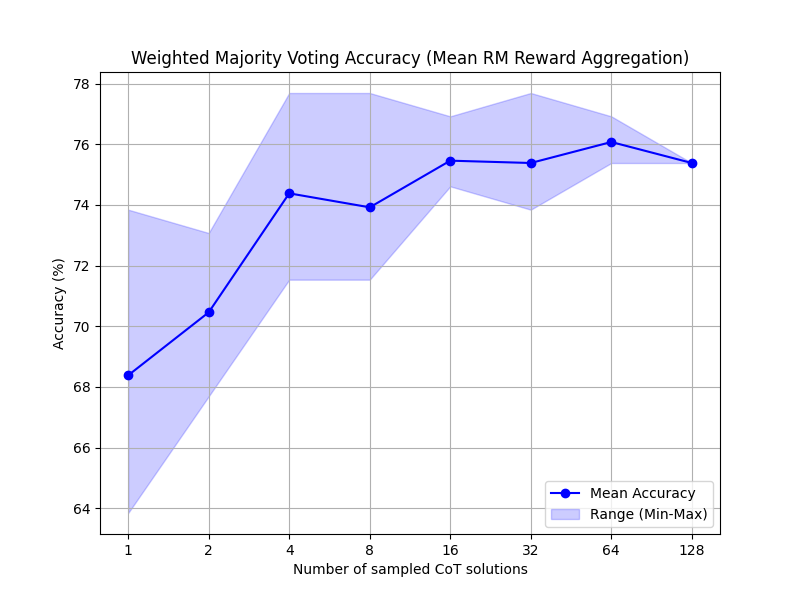 Weighted Majority Voting Accuracy (Mean RM Reward Aggregation)
78
76
74
72
70
68
66
64
Accuracy (%)
Mean Accuracy
Range (Min-Max)
1 2 4 8 16 32 64 128
Number of sampled CoT solutions